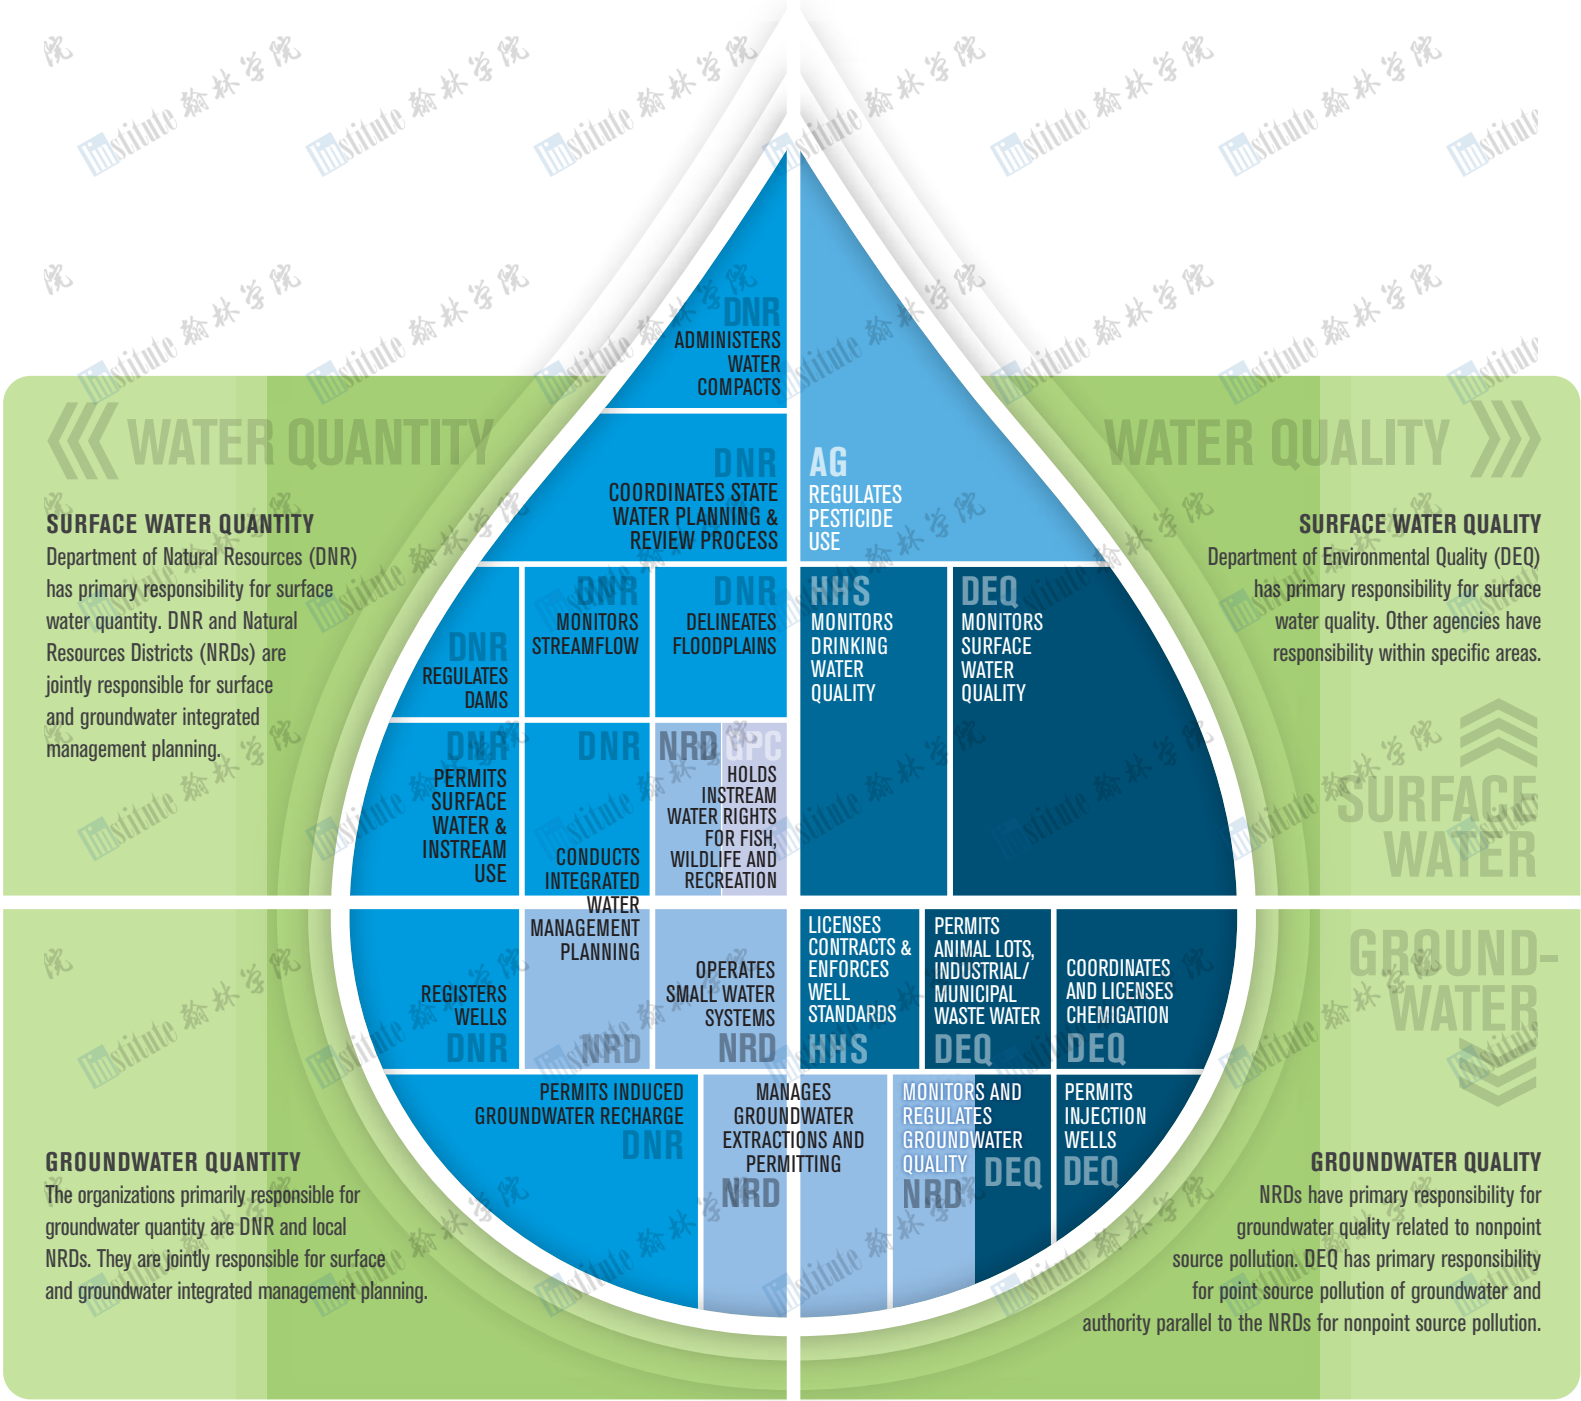 WATER QUANTITY
SURFACE WATER QUANTITY
Department of Natural Resources (DNR)
has primary responsibility for surface
water quantity. DNR and Natural
Resources Districts (NRDs) are
jointly responsible for surface
and groundwater integrated
management planning.
WATER QUALITY
SURFACE WATER QUALITY
Department of Environmental Quality (DEQ)
has primary responsibility for surface
water quality. Other agencies have
responsibility within specific areas.
SURFACE
WATER
DNR
ADMINISTERS
WATER
COMPACTS
DNR
COORDINATES STATE
WATER PLANNING &
REVIEW PROCESS
AG
REGULATES
PESTICIDE
USE
DNR
REGULATES
DAMS
DNR
MONITORS
STREAMFLOW
DNR
DELINEATES
FLOODPLAINS
HHS
MONITORS
DRINKING
WATER
QUALITY
DEQ
MONITORS
SURFACE
WATER
QUALITY
DNR
PERMITS
SURFACE
WATER &
INSTREAM
USE
DNR
CONDUCTS
INTEGRATED
WATER
MANAGEMENT
PLANNING
NRD
NRD GPC
HOLDS
INSTREAM
WATER RIGHTS
FOR FISH,
WILDLIFE AND
RECREATION
REGISTERS
WELLS
DNR
OPERATES
SMALL WATER
SYSTEMS
NRD
LICENSES
CONTRACTS &
ENFORCES
WELL
STANDARDS
HHS
PERMITS
ANIMAL LOTS,
INDUSTRIAL/
MUNICIPAL
WASTE WATER
DEQ
COORDINATES
AND LICENSES
CHEMIGATION
DEQ
GROUND-
WATER
PERMITS INDUCED
GROUNDWATER RECHARGE
DNR
MANAGES
GROUNDWATER
EXTRACTIONS AND
PERMITTING
NRD
MONITORS AND
REGULATES
GROUNDWATER
QUALITY
NRD
DEQ
PERMITS
INJECTION
WELLS
DEQ
GROUNDWATER QUANTITY
The organizations primarily responsible for
groundwater quantity are DNR and local
NRDs. They are jointly responsible for surface
and groundwater integrated management planning.
GROUNDWATER QUALITY
NRDs have primary responsibility for
groundwater quality related to nonpoint
source pollution. DEQ has primary responsibility
for point source pollution of groundwater and
authority parallel to the NRDs for nonpoint source pollution.